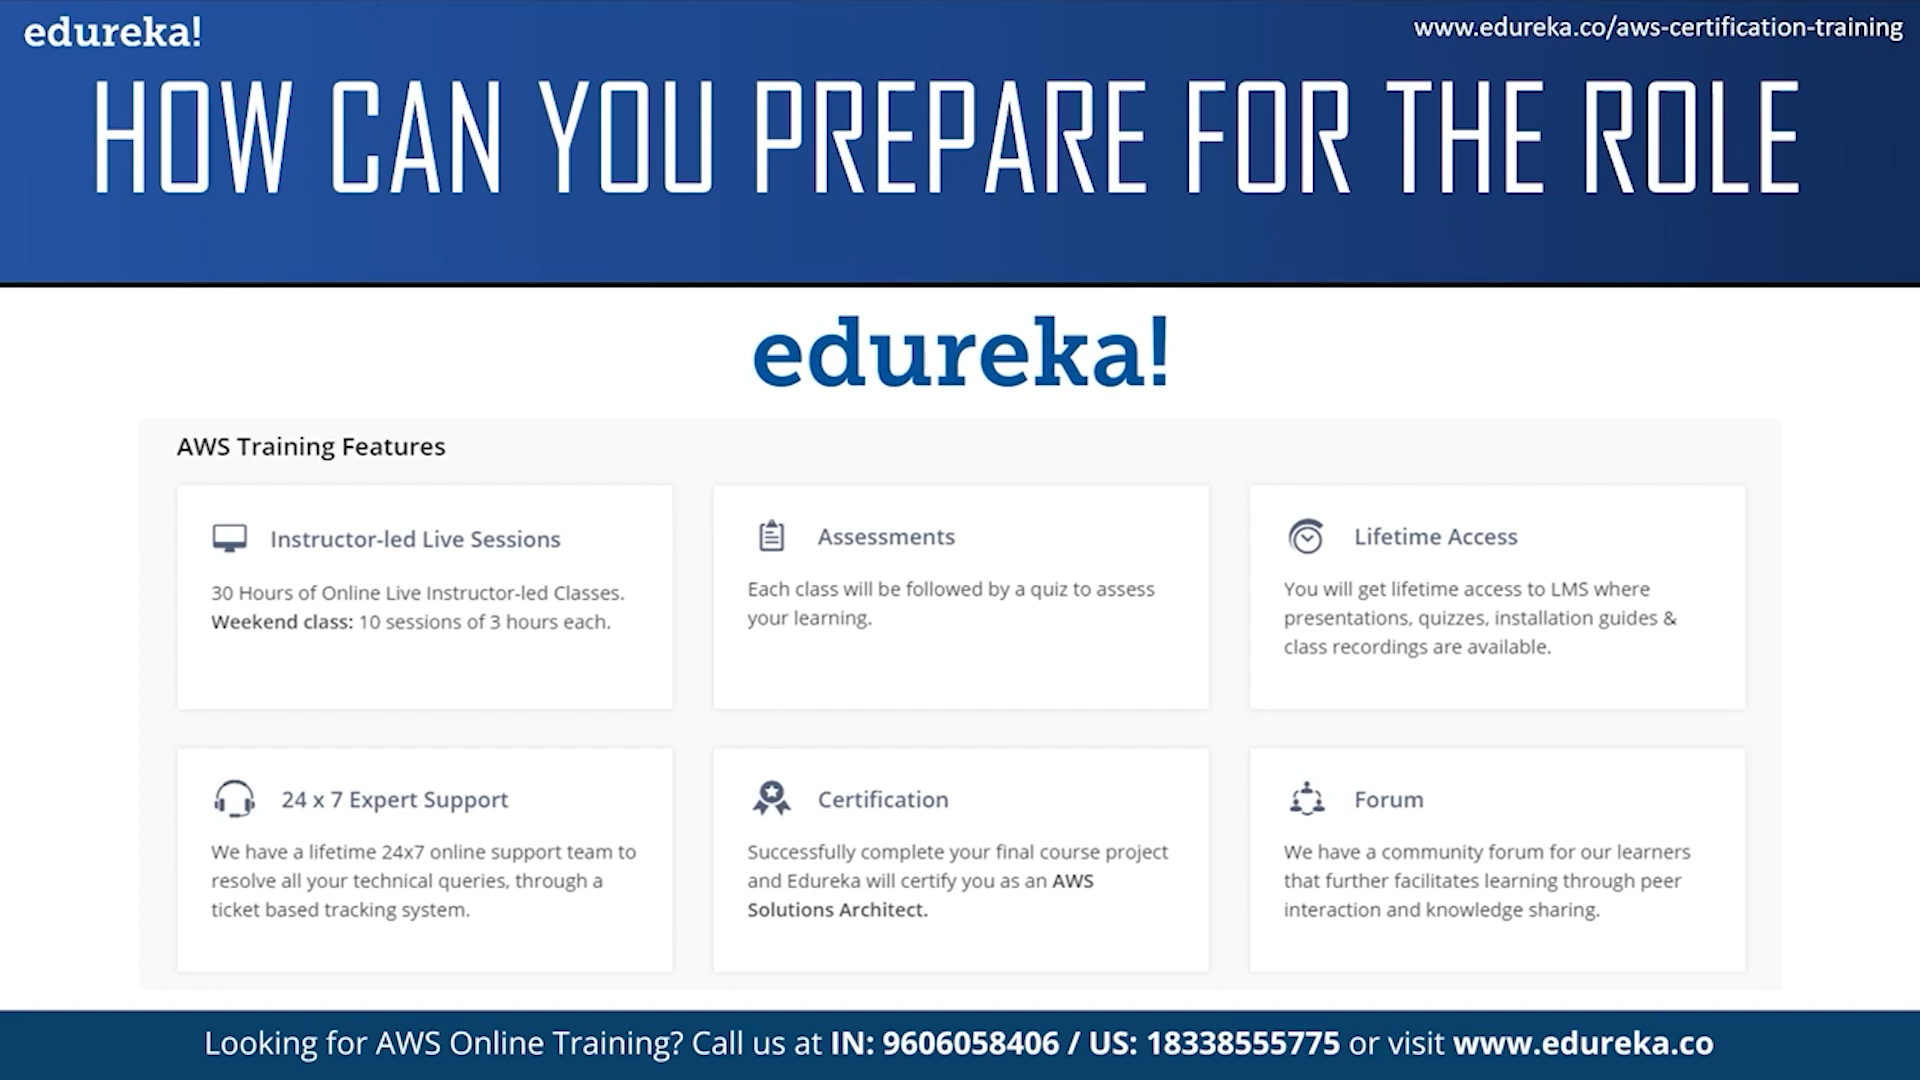 edureka!
www.edureka.co/aws-certification-training
HOW CAN YOU PREPARE FOR THE ROLE
edureka!
AWS Training Features
Instructor-led Live Sessions
30 Hours of Online Live Instructor-led Classes.
Weekend class: 10 sessions of 3 hours each.
Assessments
Each class will be followed by a quiz to assess
your learning.
Lifetime Access
You will get lifetime access to LMS where
presentations, quizzes, installation guides &
class recordings are available.
24 x 7 Expert Support
We have a lifetime 24x7 online support team to
resolve all your technical queries, through a
ticket based tracking system.
Certification
Successfully complete your final course project
and Edureka will certify you as an AWS
Solutions Architect.
Forum
We have a community forum for our learners
that further facilitates learning through peer
interaction and knowledge sharing.
Looking for AWS Online Training? Call us at IN: 9606058406 / US: 18338555775 or visit www.edureka.co